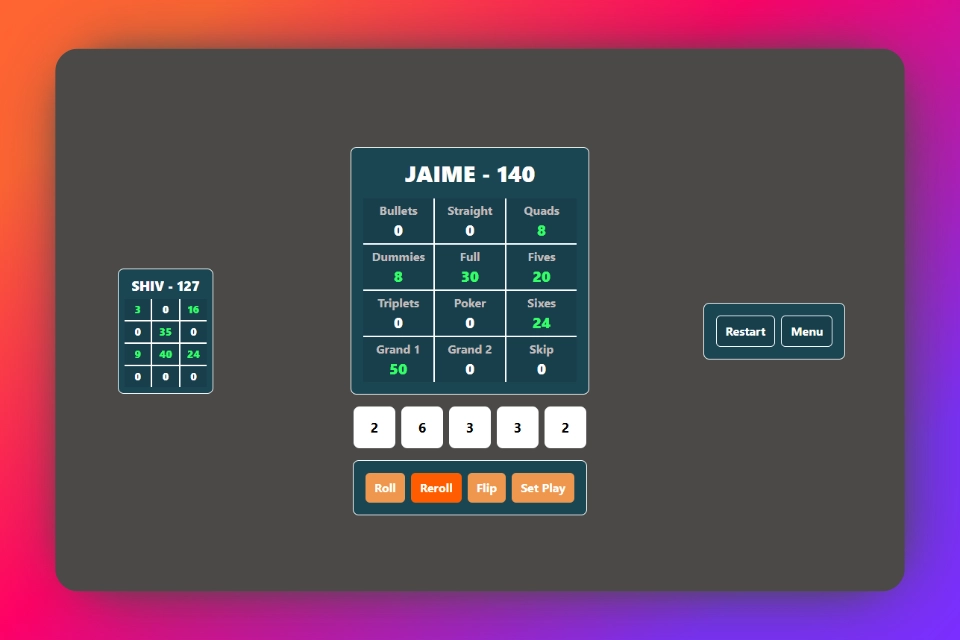 JAIME - 140
Bullets Straight Quads
0 0 8
Dummies Full Fives
8 30 20
Triplets Poker Sixes
0 0 24
Grand 1 Grand 2 Skip
50 0 0
SHIV - 127
3 0 16
0 35 0
9 40 24
0 0 0
Restart Menu
2 6 3 3 2
Roll Reroll Flip Set Play